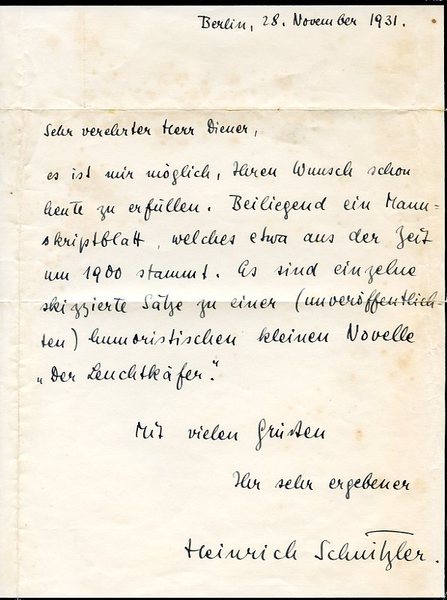 Berlin, 28. November 1931.
Sehr verehrter Herr Diener,
es ist mir möglich, Ihren Wunsch schon
heute zu erfüllen. Beiliegend ein Manu=
skriptblatt, welches etwa aus der Zeit
um 1900 stammt. Es sind einzelne
skizzierte Sätze zu einer (unveröffentlich-
ten) humoristischen kleinen Novelle
„Der Leuchtkäfer."
Mit vielen Grüssen
Ihr sehr ergebener
Heinrich Schnitzler.